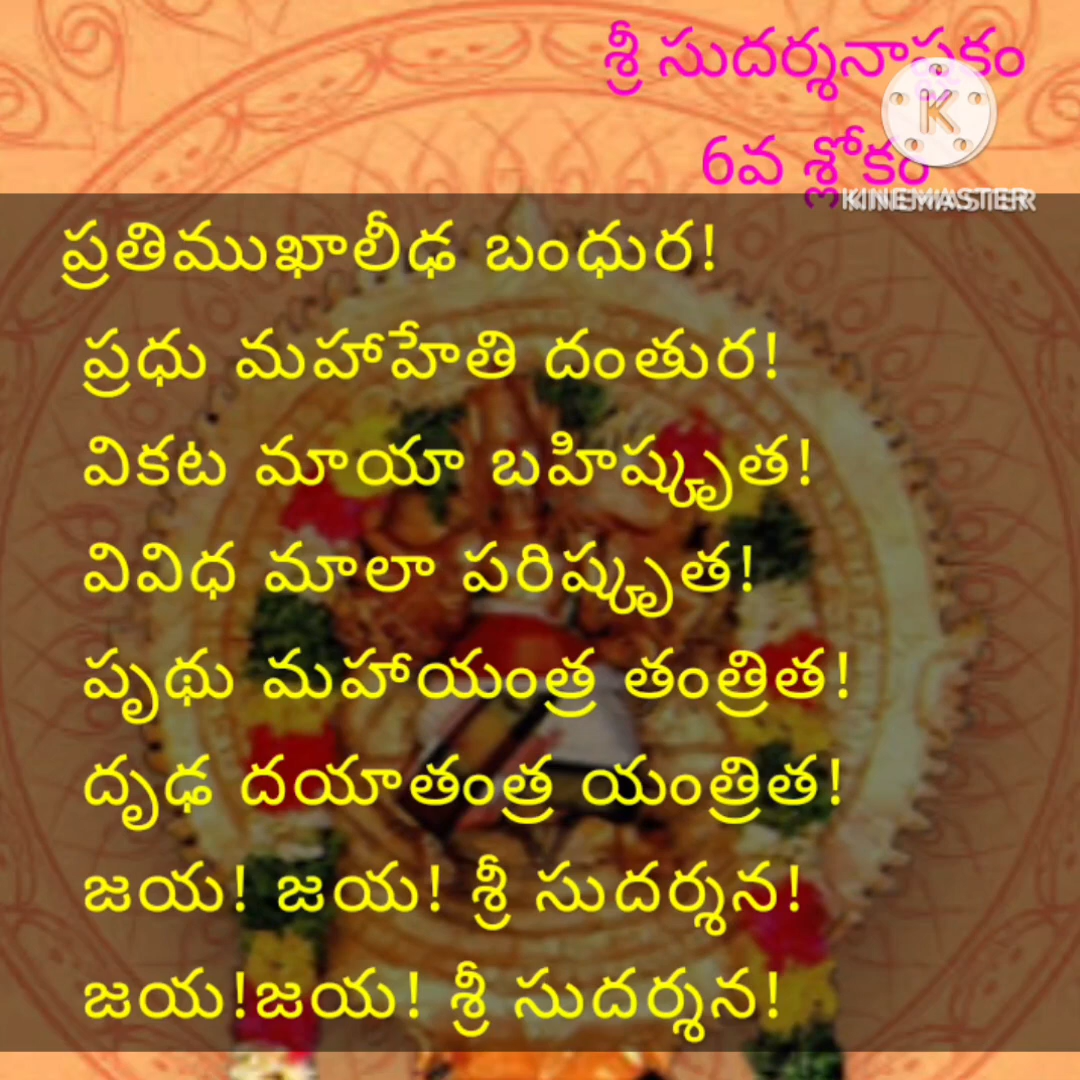 శ్రీ సుదర్శనాష్టకం
6వ శ్లోకం
KINEMASTER
ప్రతిముఖాలీఢ బంధుర!
ప్రధు మహాహేతి దంతుర!
వికట మాయా బహిష్కృత!
వివిధ మాలా పరిష్కృత!
పృథు మహాయంత్ర తంత్రిత!
దృఢ దయాతంత్ర యంత్రిత!
జయ! జయ! శ్రీ సుదర్శన!
జయ!జయ! శ్రీ సుదర్శన!